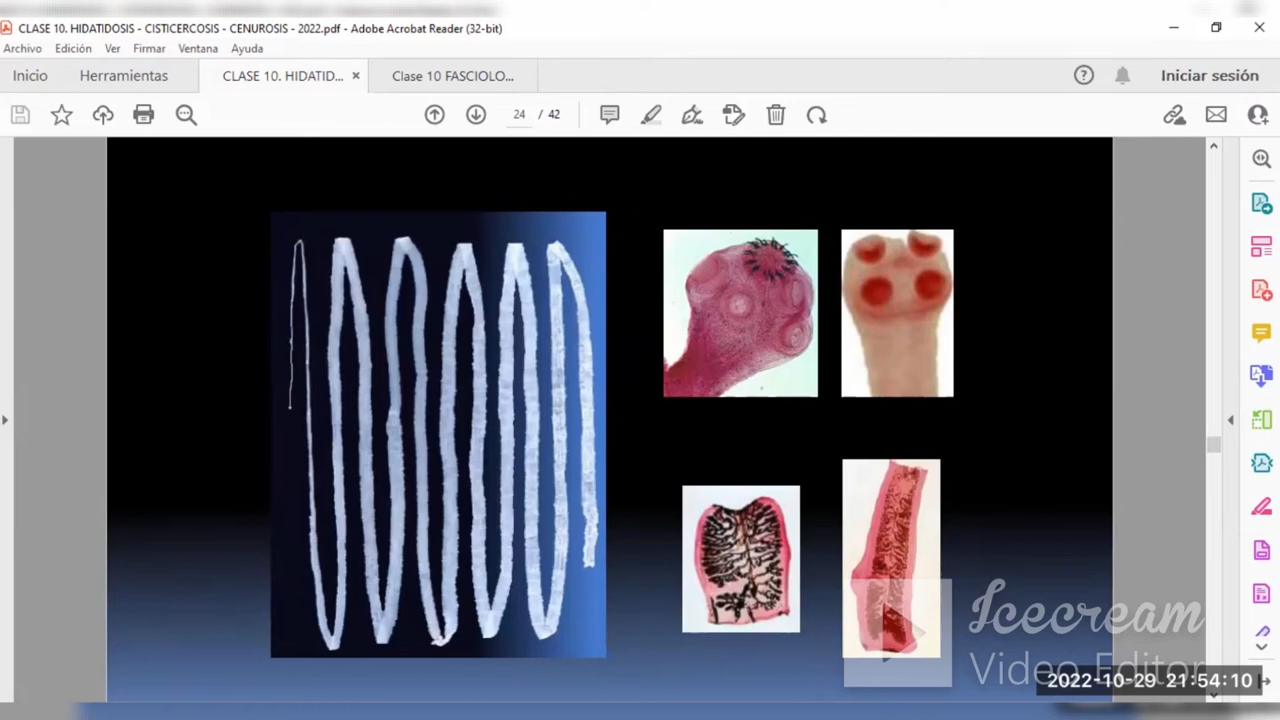 CLASE 10. HIDATIDOSIS - CISTICERCOSIS - CENUROSIS - 2022.pdf - Adobe Acrobat Reader (32-bit)
Archivo Edición Ver Firmar Ventana Ayuda
Inicio Herramientas CLASE 10. HIDATID... × Clase 10 FASCIOLO... Iniciar sesión
24 / 42
Icecream
Video Editor
2022-10-29 21:54:10